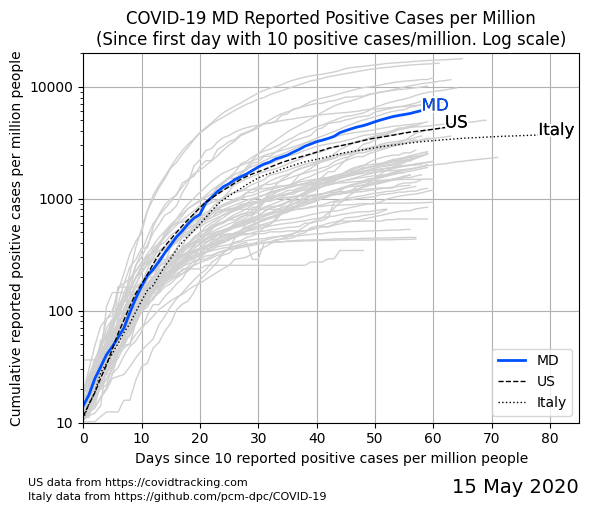 COVID-19 MD Reported Positive Cases per Million
(Since first day with 10 positive cases/million. Log scale)
Cumulative reported positive cases per million people
10000
1000
100
10
MD
US
Italy
MD
US
Italy
0 10 20 30 40 50 60 70 80
Days since 10 reported positive cases per million people
US data from https://covidtracking.com
Italy data from https://github.com/pcm-dpc/COVID-19
15 May 2020